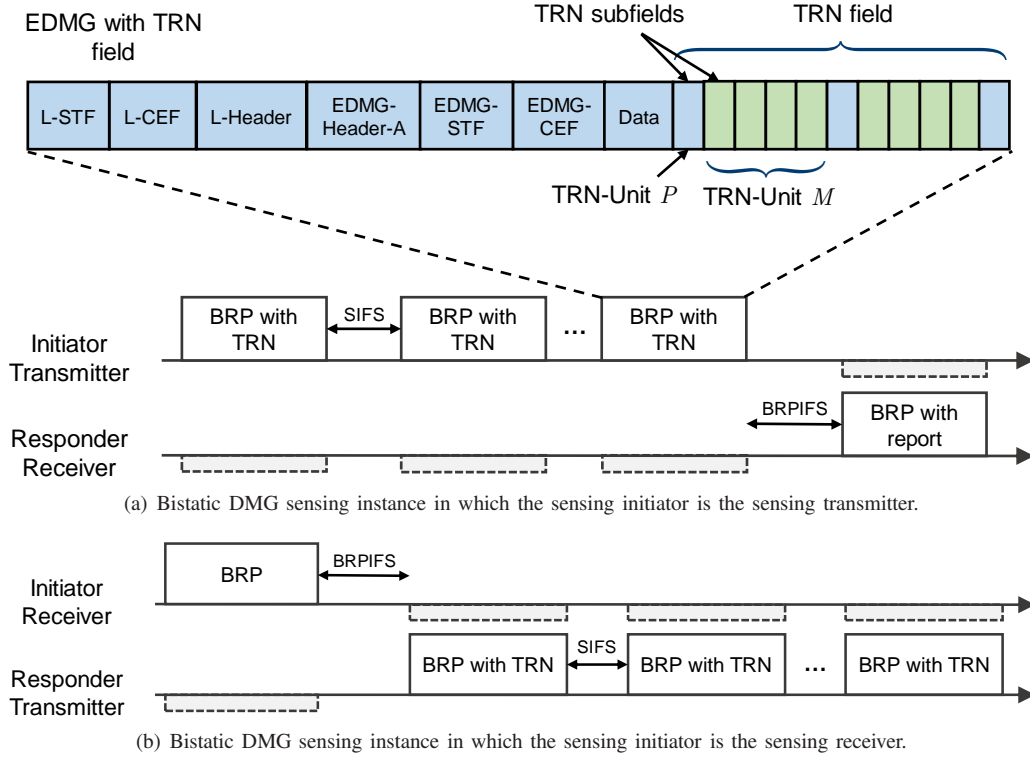 EDMG with TRN
field
TRN subfields
TRN field
L-STF
L-CEF
L-Header
EDMG-
Header-A
EDMG-
STF
EDMG-
CEF
Data
TRN-Unit P
TRN-Unit M
Initiator
Transmitter
BRP with
TRN
SIFS
BRP with
TRN
...
BRP with
TRN
Responder
Receiver
BRPIFS
BRP with
report
(a) Bistatic DMG sensing instance in which the sensing initiator is the sensing transmitter.
Initiator
Receiver
BRP
BRPIFS
Responder
Transmitter
BRP with TRN
SIFS
BRP with TRN
...
BRP with TRN
(b) Bistatic DMG sensing instance in which the sensing initiator is the sensing receiver.